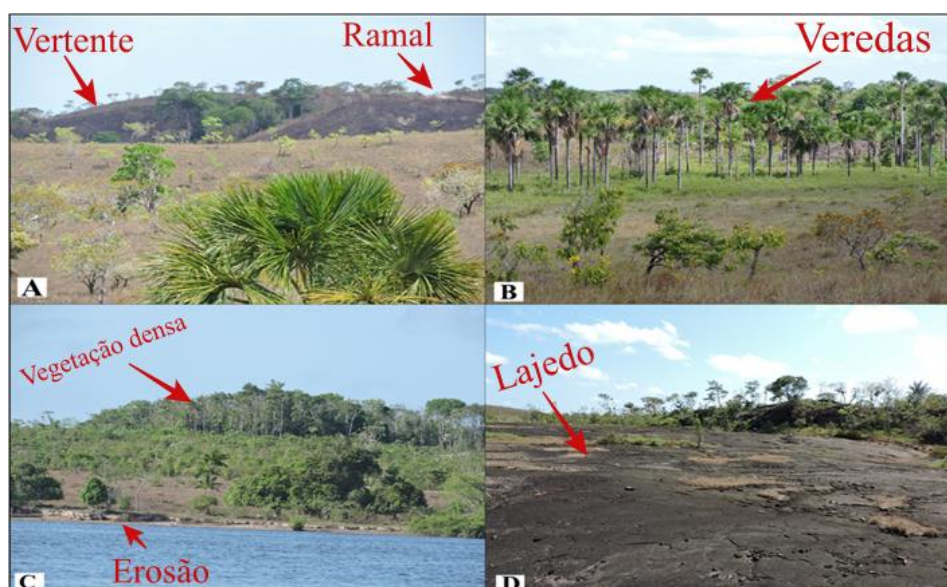 Vertente
Ramal
A
Veredas
B
Vegetação densa
Erosão
C
Lajedo
D